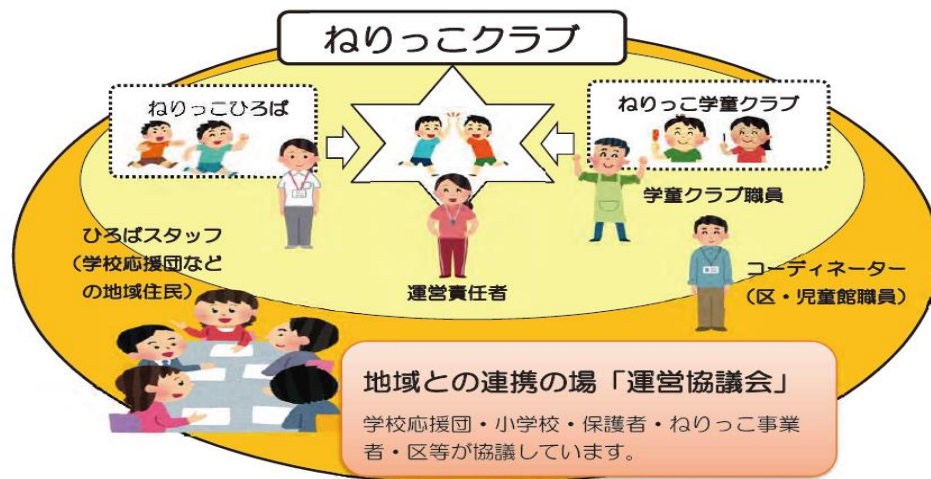 ねりっこクラブ
ねりっこひろば
ねりっこ学童クラブ
学童クラブ職員
ひろばスタッフ
（学校応援団など
の地域住民）
運営責任者
コーディネーター
（区・児童館職員）
地域との連携の場「運営協議会」
学校応援団・小学校・保護者・ねりっこ事業
者・区等が協議しています。